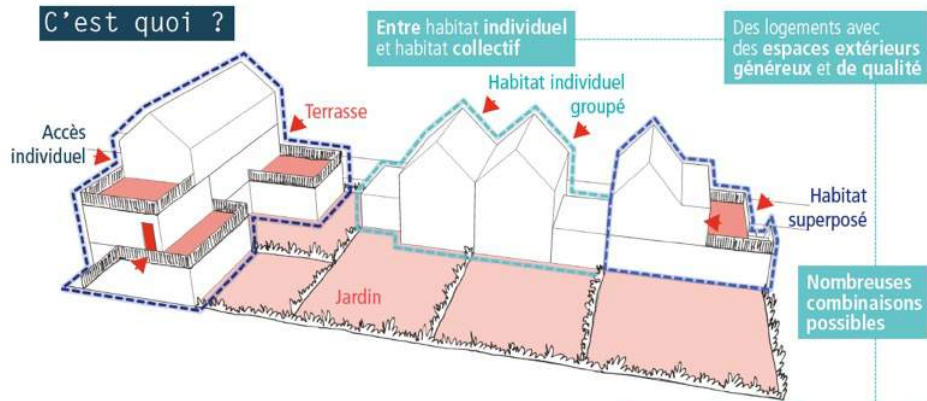 C'est quoi ?
Entre habitat individuel
et habitat collectif
Des logements avec
des espaces extérieurs
généreux et de qualité
Habitat individuel
groupé
Terrasse
Accès
individuel
Habitat
superposé
Jardin
Nombreuses
combinaisons
possibles